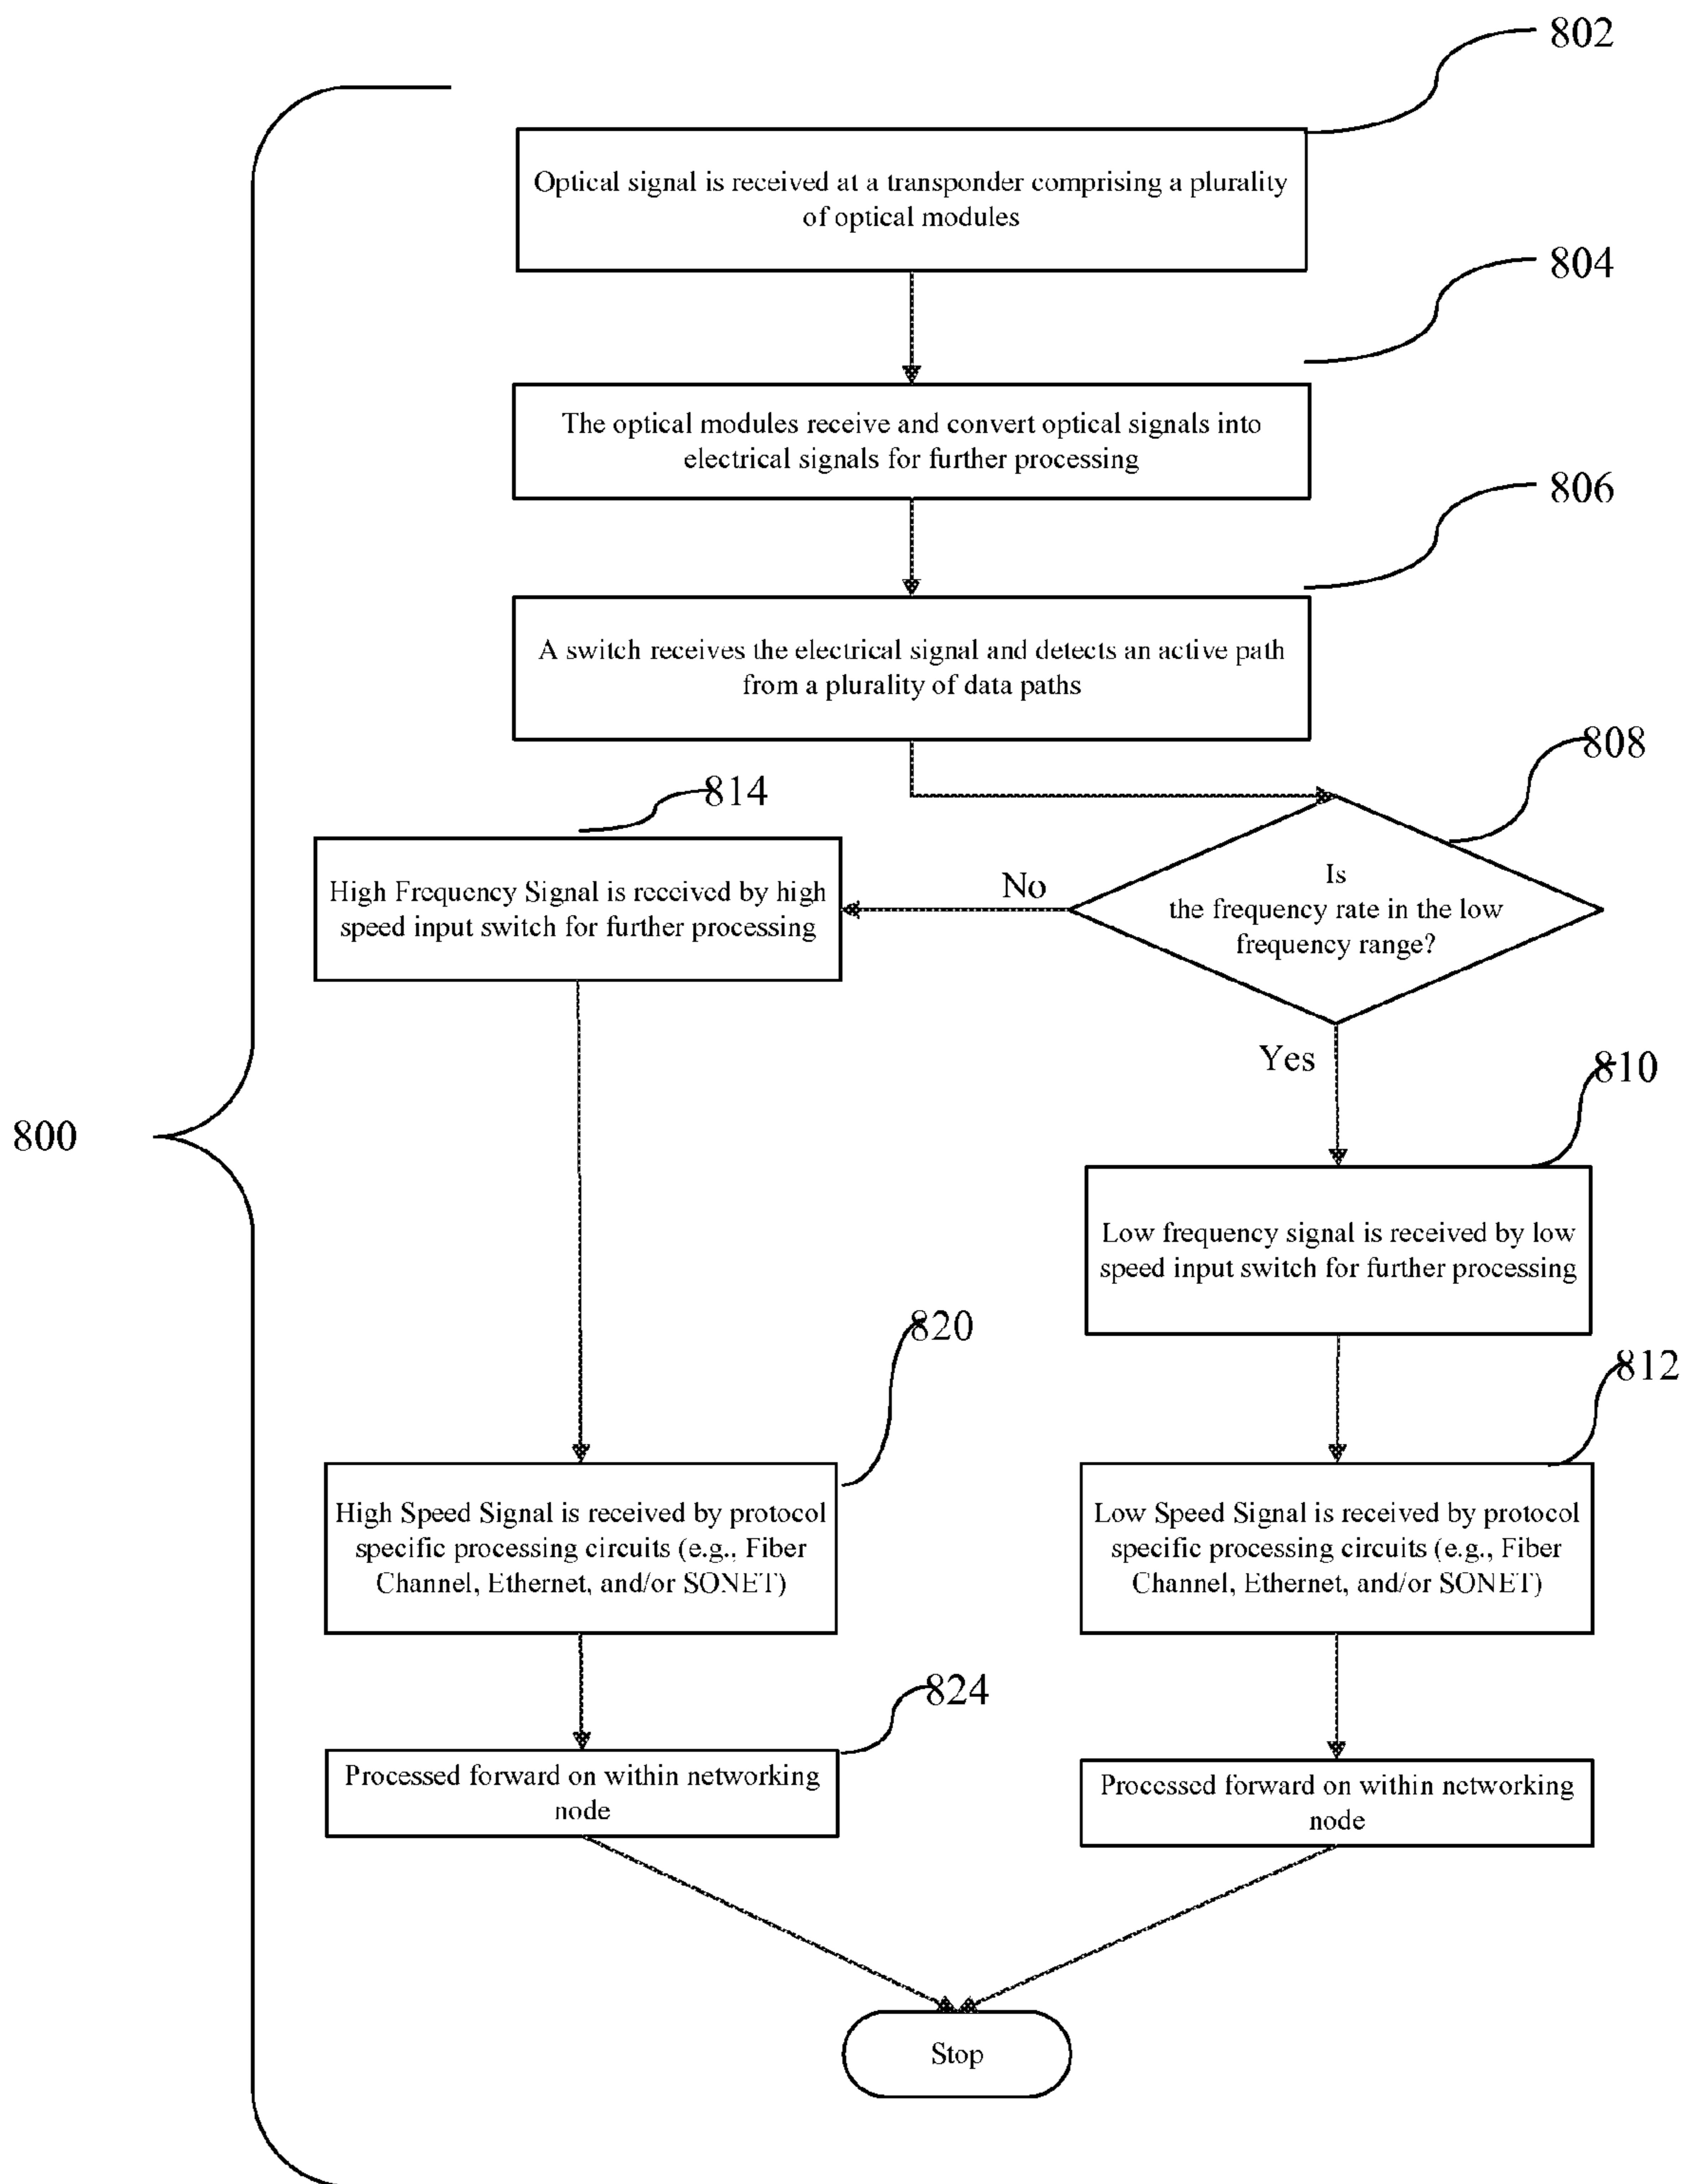 802
Optical signal is received at a transponder comprising a plurality
of optical modules
804
The optical modules receive and convert optical signals into
electrical signals for further processing
806
A switch receives the electrical signal and detects an active path
from a plurality of data paths
808
814
Is
the frequency rate in the low
frequency range?
No
High Frequency Signal is received by high
speed input switch for further processing
Yes
810
800
Low frequency signal is received by low
speed input switch for further processing
820
812
High Speed Signal is received by protocol
specific processing circuits (e.g., Fiber
Channel, Ethernet, and/or SONET)
Low Speed Signal is received by protocol
specific processing circuits (e.g., Fiber
Channel, Ethernet, and/or SONET)
824
Processed forward on within networking
node
Processed forward on within networking
node
Stop